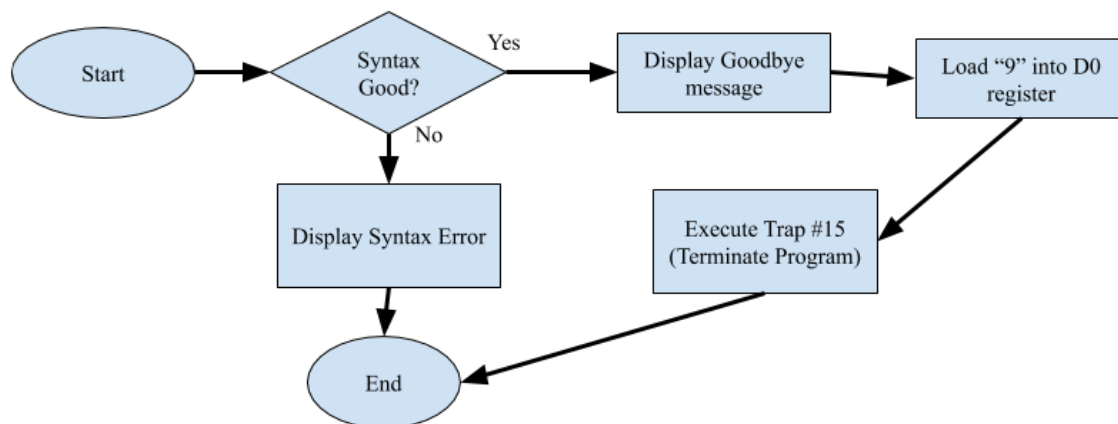 Start
Syntax
Good?
Yes
No
Display Goodbye
message
Load “9” into D0
register
Execute Trap #15
(Terminate Program)
Display Syntax Error
End